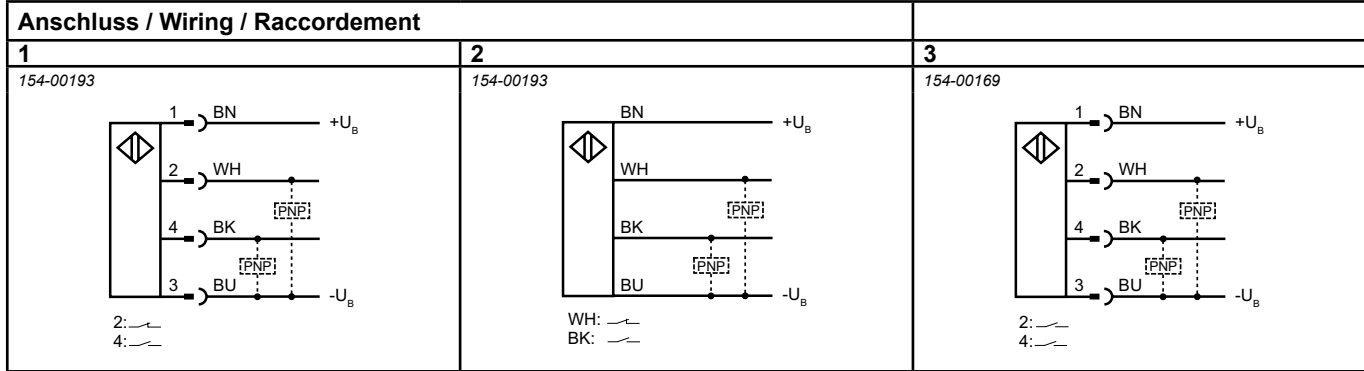 Anschluss / Wiring / Raccordement
1
2
3
154-00193
154-00193
154-00169
1 BN +UB
2 WH
PNP
4 BK
PNP
3 BU -UB
2:
4:
BN +UB
WH
PNP
BK
PNP
BU -UB
WH:
BK:
1 BN +UB
2 WH
PNP
4 BK
PNP
3 BU -UB
2:
4: